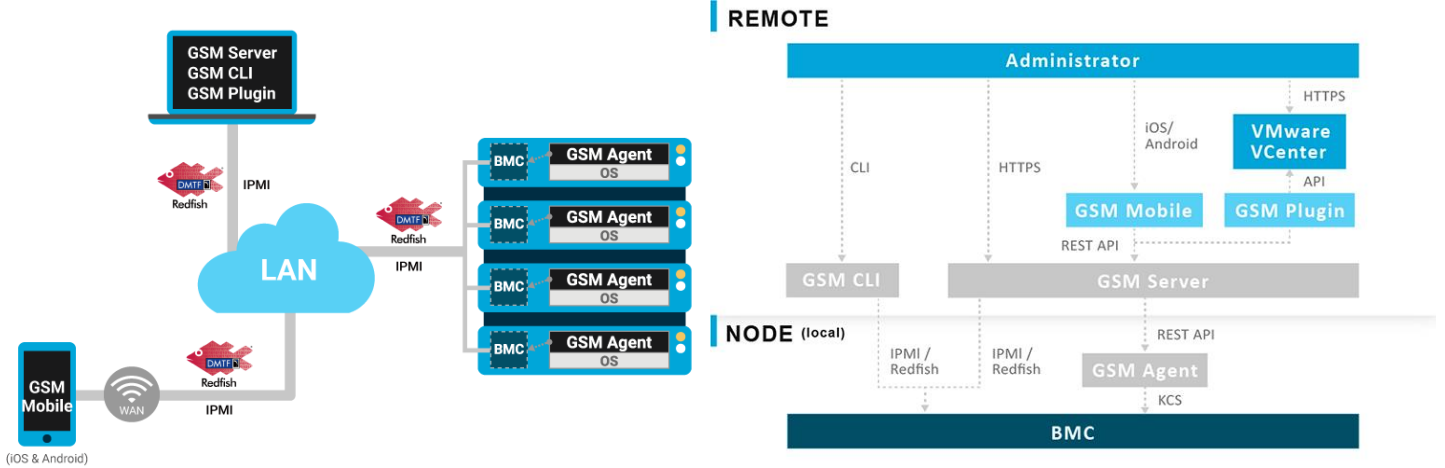 GSM Server
GSM CLI
GSM Plugin
DMTF
Redfish
IPMI
LAN
DMTF
Redfish
IPMI
BMC
GSM Agent
OS
BMC
GSM Agent
OS
BMC
GSM Agent
OS
BMC
GSM Agent
OS
DMTF
Redfish
IPMI
GSM
Mobile
WAN
(iOS & Android)
REMOTE
Administrator
HTTPS
iOS/
Android
VMware
VCenter
CLI
HTTPS
API
GSM Mobile
GSM Plugin
REST API
GSM CLI
GSM Server
NODE (local)
REST API
IPMI /
Redfish
IPMI /
Redfish
GSM Agent
KCS
BMC